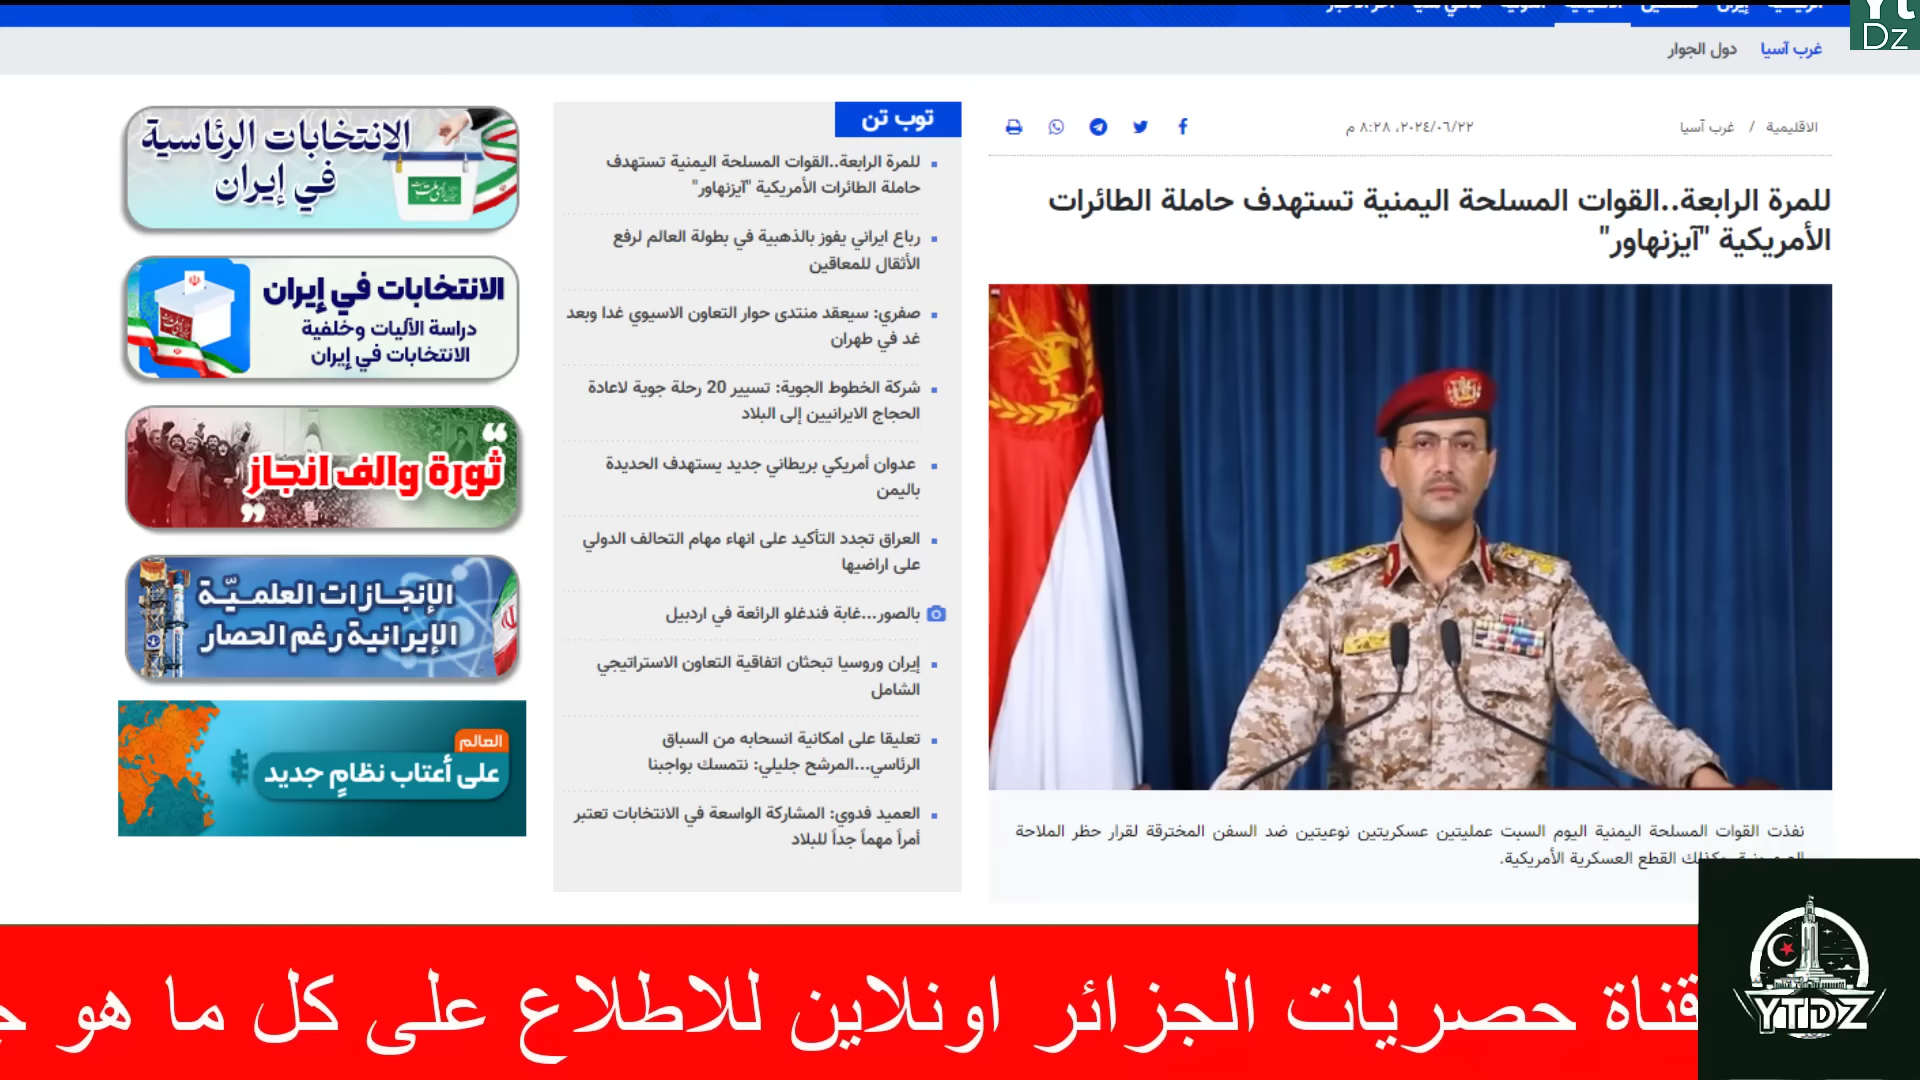 الرئيسية إيران فلسطين الاقليمية الدولية
Yt
Dz
غرب آسيا دول الجوار
الاقليمية / غرب آسيا
٢٠٢٤/٠٦/٢٢، ٨:٢٨ م
للمرة الرابعة..القوات المسلحة اليمنية تستهدف حاملة الطائرات
الأمريكية "آيزنهاور"
نفذت القوات المسلحة اليمنية اليوم السبت عمليتين عسكريتين نوعيتين ضد السفن المخترقة لقرار حظر الملاحة
القطع العسكرية الأمريكية.
توب تن
للمرة الرابعة..القوات المسلحة اليمنية تستهدف
حاملة الطائرات الأمريكية "آيزنهاور"
رباع ايراني يفوز بالذهبية في بطولة العالم لرفع
الأثقال للمعاقين
صفري: سيعقد منتدى حوار التعاون الاسيوي غدا وبعد
غد في طهران
شركة الخطوط الجوية: تسيير 20 رحلة جوية لاعادة
الحجاج الايرانيين إلى البلاد
عدوان أمريكي بريطاني جديد يستهدف الحديدة
باليمن
العراق تجدد التأكيد على انهاء مهام التحالف الدولي
على اراضيها
بالصور...غابة فندغلو الرائعة في اردبيل
إيران وروسيا تبحثان اتفاقية التعاون الاستراتيجي
الشامل
تعليقا على امكانية انسحابه من السباق
الرئاسي...المرشح جليلي: نتمسك بواجبنا
العميد فدوي: المشاركة الواسعة في الانتخابات تعتبر
أمراً مهماً جداً للبلاد
الانتخابات الرئاسية
في إيران
الانتخابات في إيران
دراسة الآليات وخلفية
الانتخابات في إيران
ثورة والف انجاز
الإنجازات العلميّة
الإيرانية رغم الحصار
العالم
على أعتاب نظامٍ جديد #
قناة حصريات الجزائر اونلاين للاطلاع على كل ما هو
YTDZ